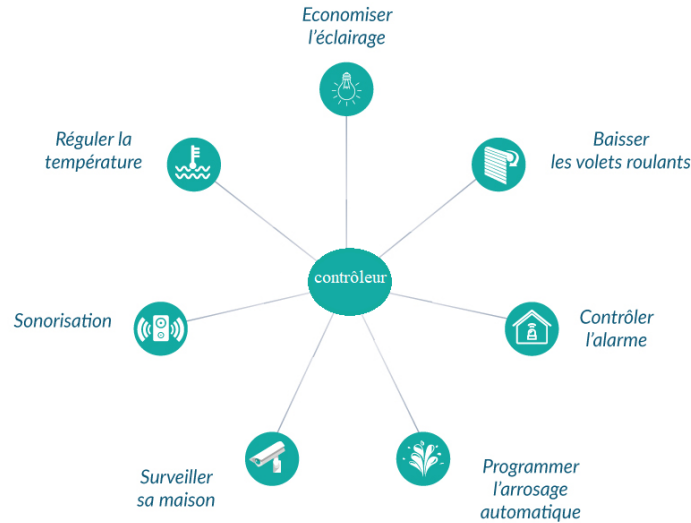 Economiser
l'éclairage
Réguler la
température
Baisser
les volets roulants
contrôleur
Sonorisation
Contrôler
l'alarme
Surveiller
sa maison
Programmer
l'arrosage
automatique